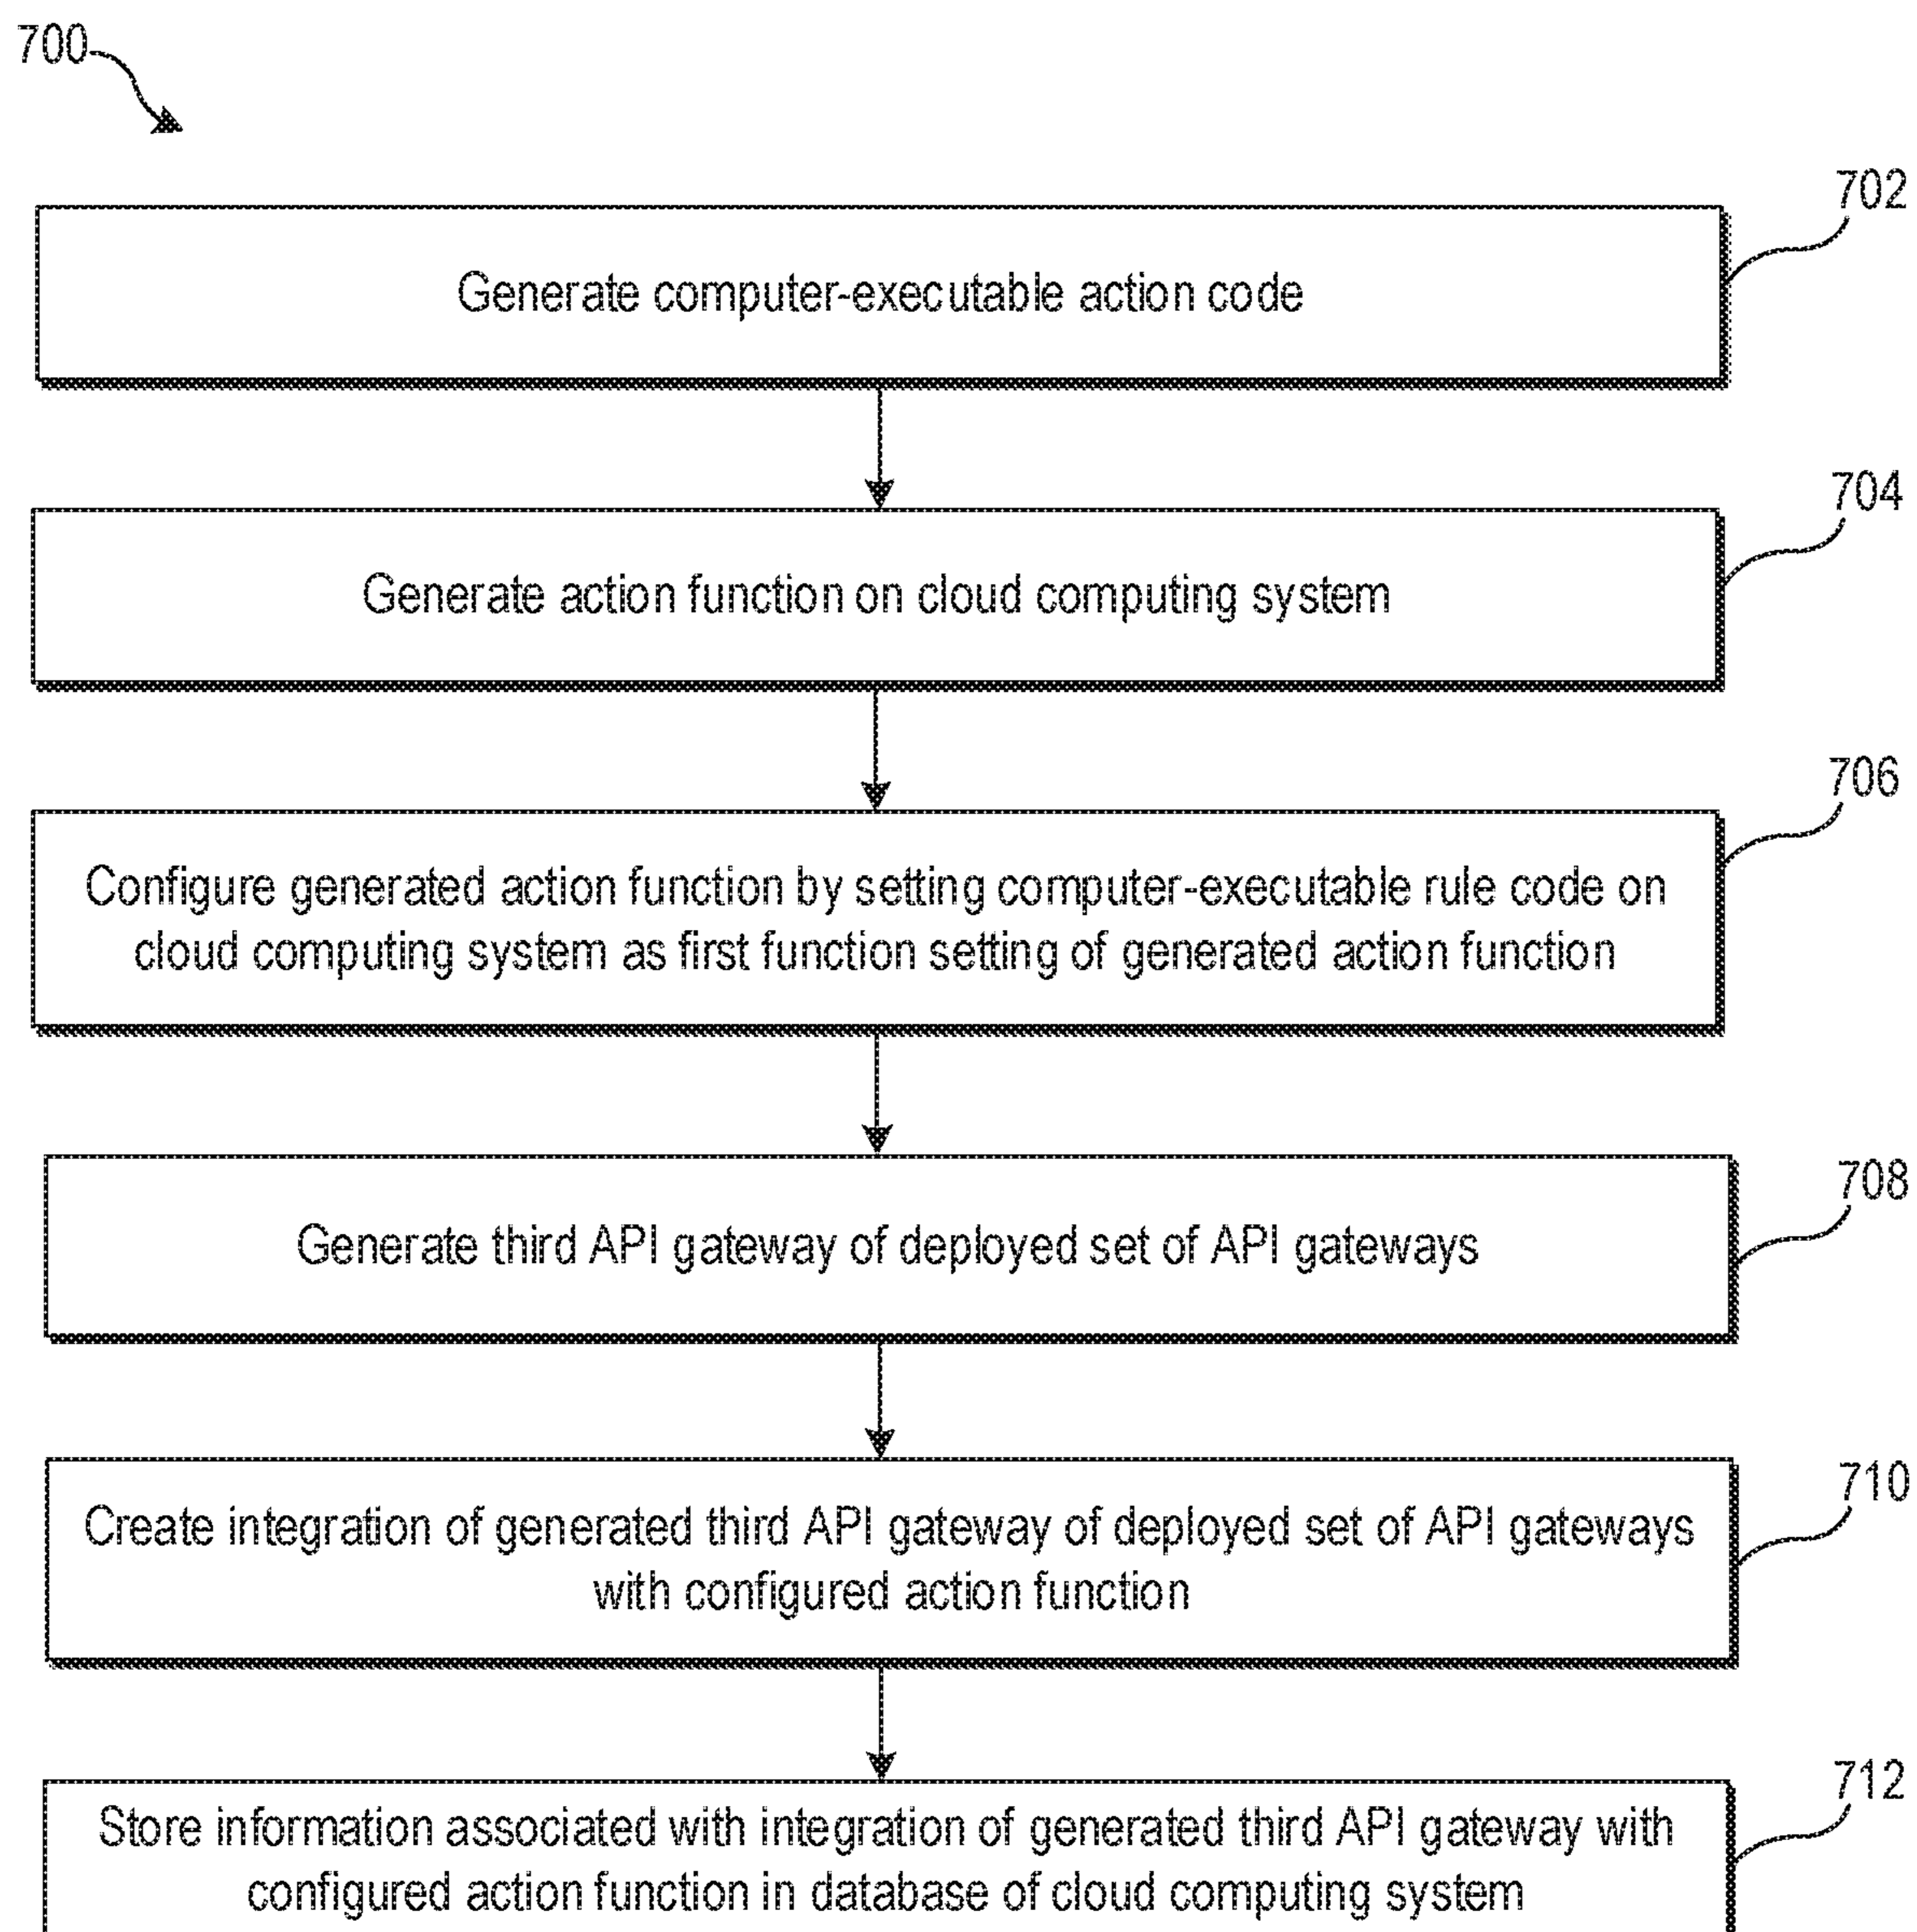 700
702
Generate computer-executable action code
704
Generate action function on cloud computing system
706
Configure generated action function by setting computer-executable rule code on
cloud computing system as first function setting of generated action function
708
Generate third API gateway of deployed set of API gateways
710
Create integration of generated third API gateway of deployed set of API gateways
with configured action function
712
Store information associated with integration of generated third API gateway with
configured action function in database of cloud computing system